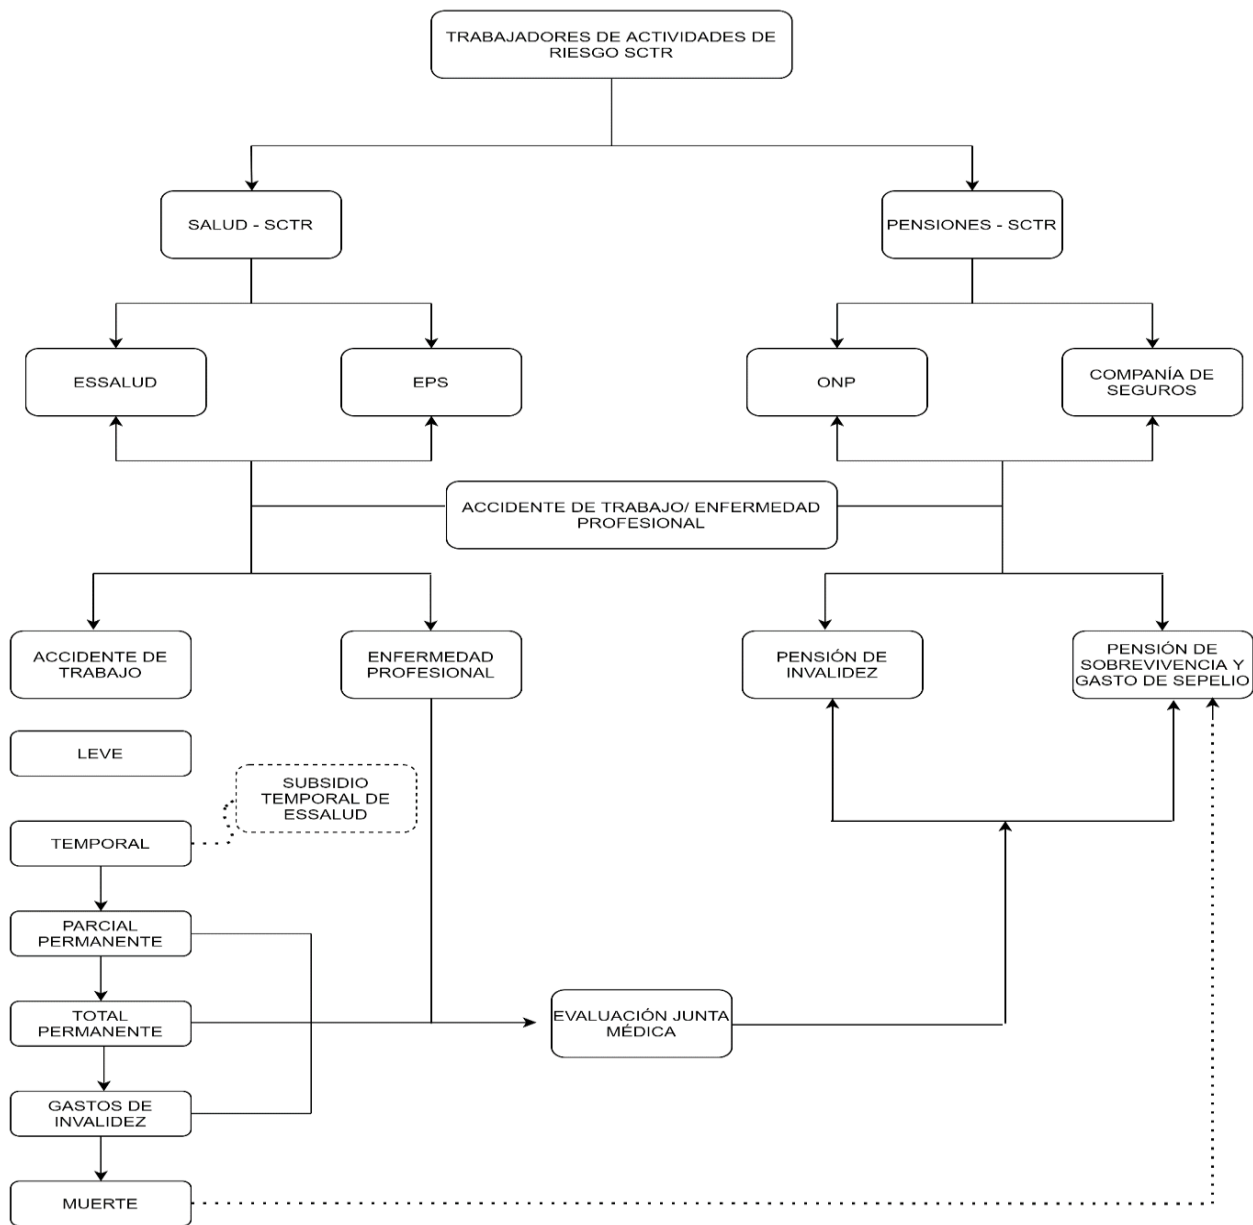 TRABAJADORES DE ACTIVIDADES DE
RIESGO SCTR
SALUD - SCTR
PENSIONES - SCTR
ESSALUD
EPS
ONP
COMPANÍA DE
SEGUROS
ACCIDENTE DE TRABAJO/ ENFERMEDAD
PROFESIONAL
ACCIDENTE DE
TRABAJO
ENFERMEDAD
PROFESIONAL
PENSIÓN DE
INVALIDEZ
PENSIÓN DE
SOBREVIVENCIA Y
GASTO DE SEPELIO
LEVE
SUBSIDIO
TEMPORAL DE
ESSALUD
TEMPORAL
PARCIAL
PERMANENTE
TOTAL
PERMANENTE
EVALUACIÓN JUNTA
MÉDICA
GASTOS DE
INVALIDEZ
MUERTE